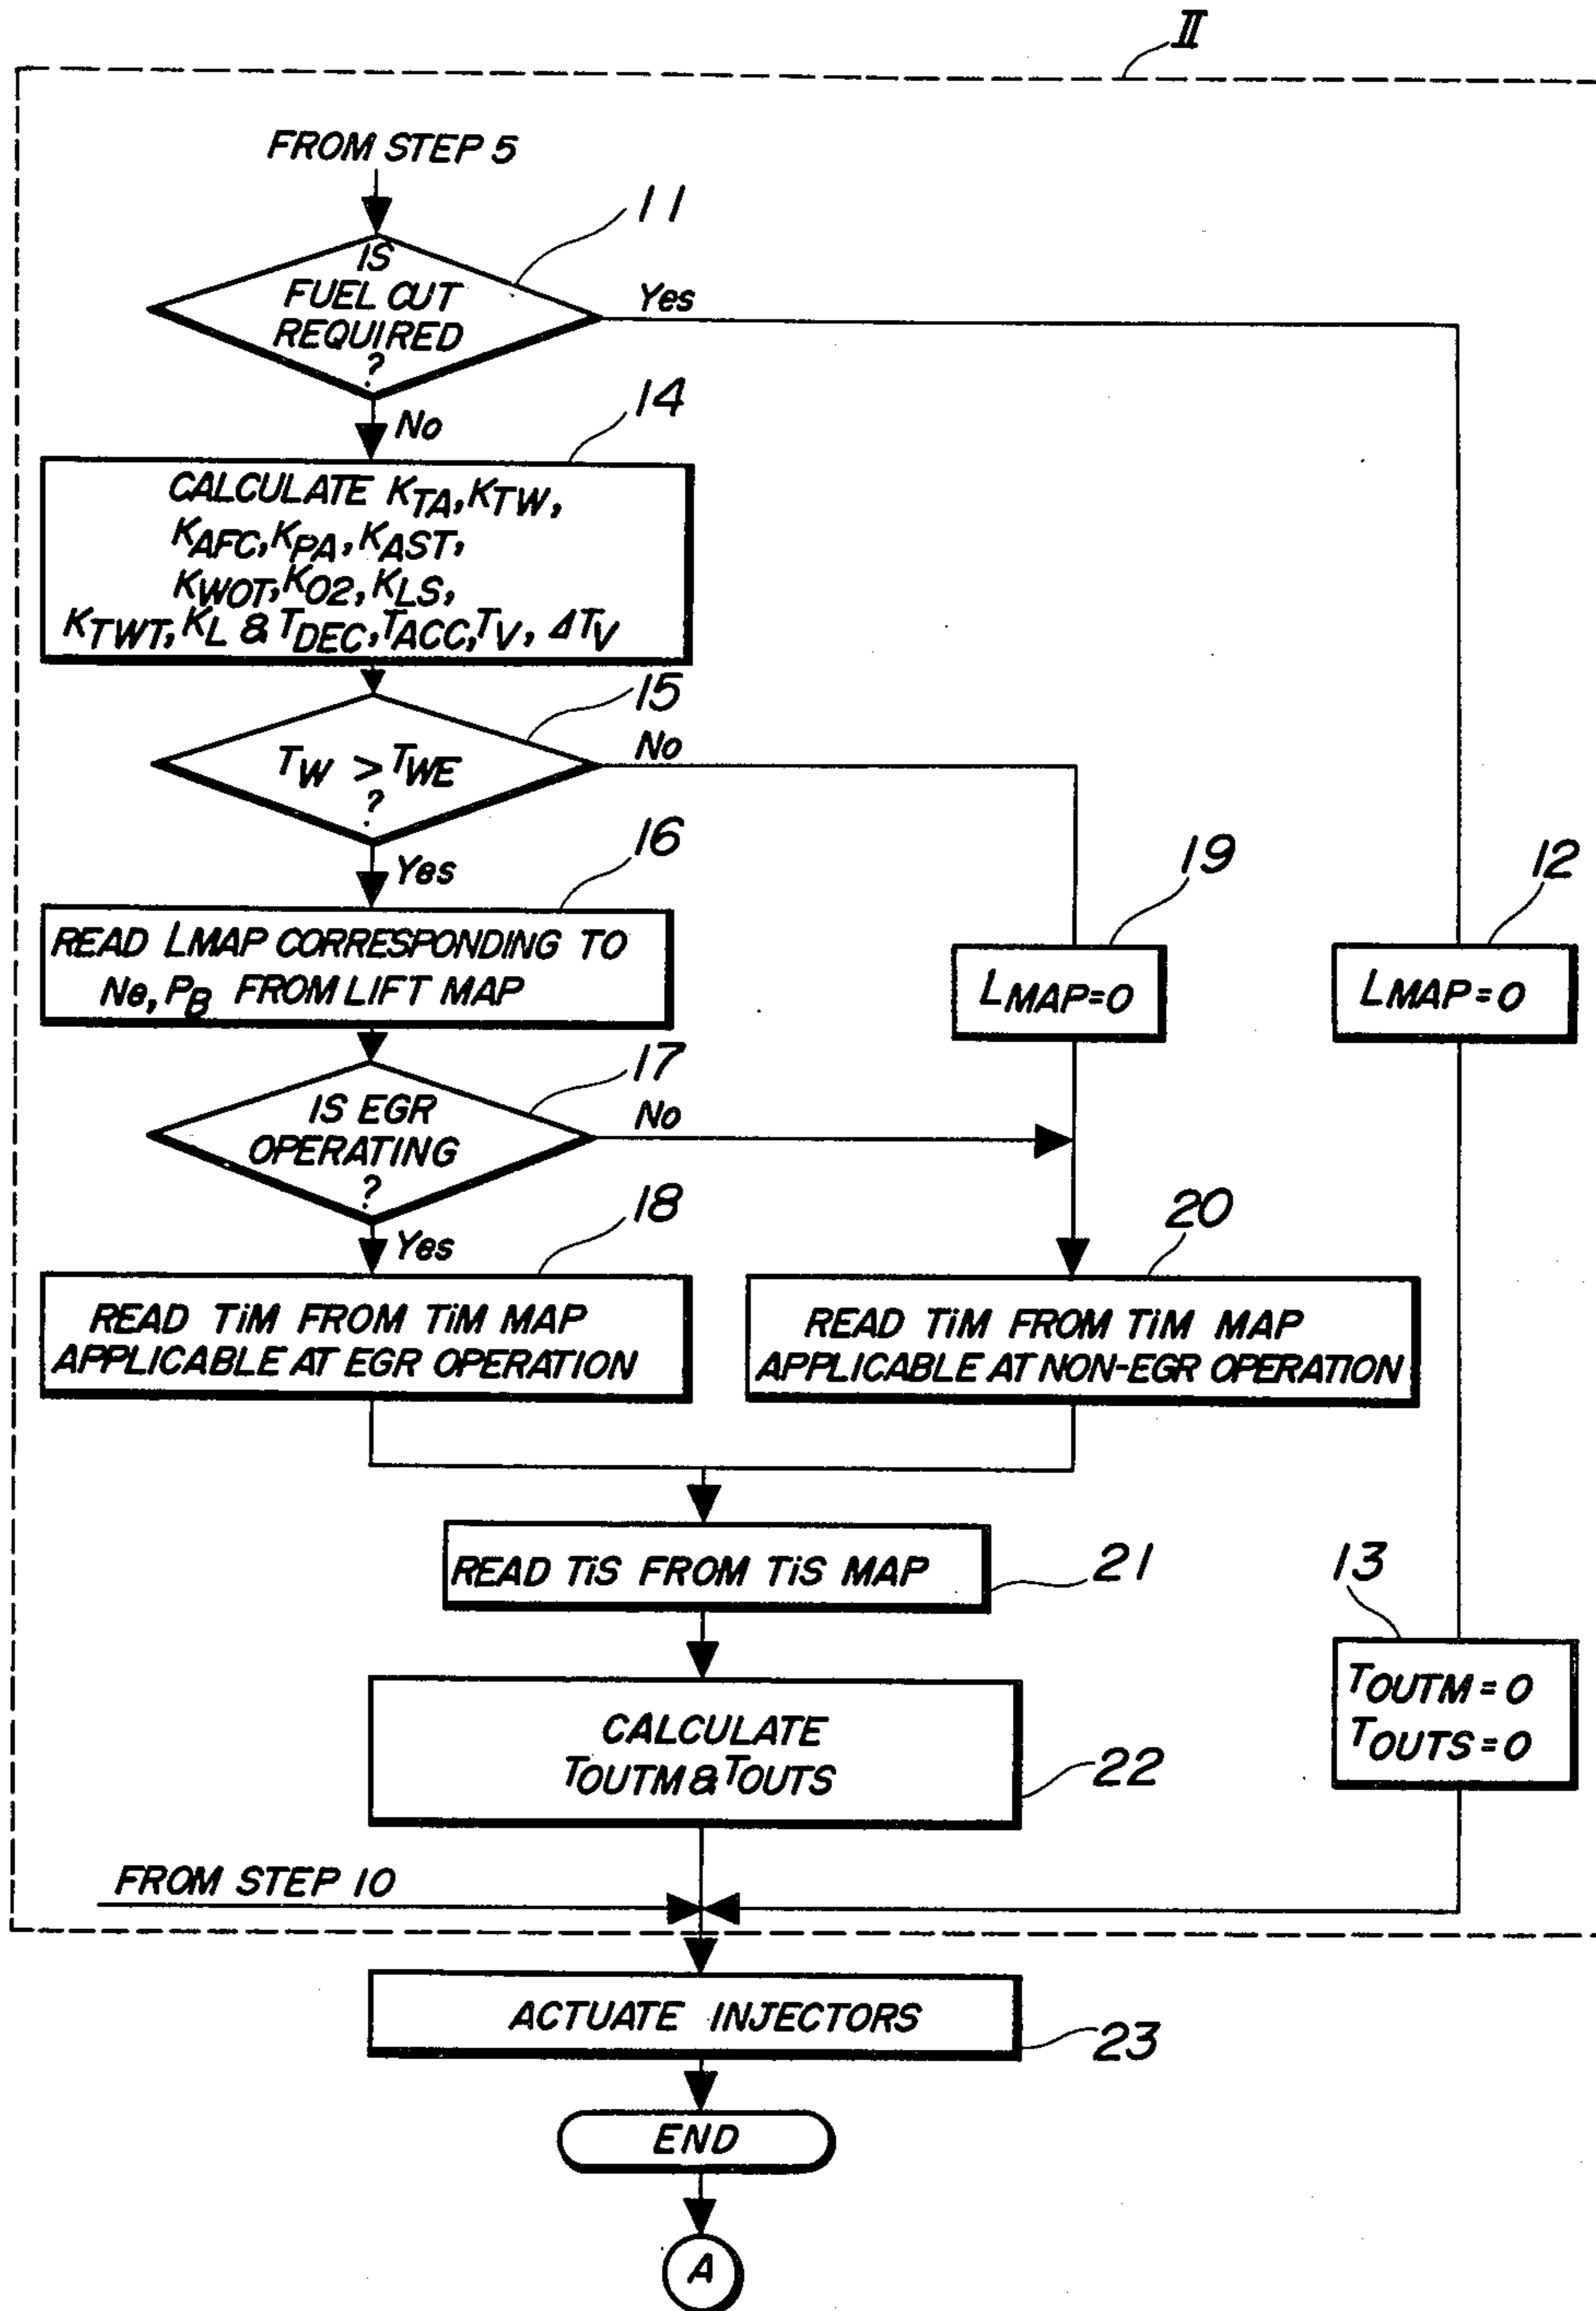 II
FROM STEP 5
11
IS
FUEL CUT
REQUIRED
?
Yes
No
14
CALCULATE KTA, KTW,
KAFC, KPA, KAST,
KWOT, KO2, KLS,
KTWT, KL & TDEC, TACC, TV, ΔTV
15
TW > TWE
?
No
Yes
16
READ LMAP CORRESPONDING TO
Ne, PB FROM LIFT MAP
19
LMAP=0
12
LMAP=0
17
IS EGR
OPERATING
?
No
Yes
18
READ TiM FROM TiM MAP
APPLICABLE AT EGR OPERATION
20
READ TiM FROM TiM MAP
APPLICABLE AT NON-EGR OPERATION
READ TiS FROM TiS MAP
21
13
TOUTM=0
TOUTS=0
CALCULATE
TOUTM & TOUTS
22
FROM STEP 10
ACTUATE INJECTORS
23
END
A